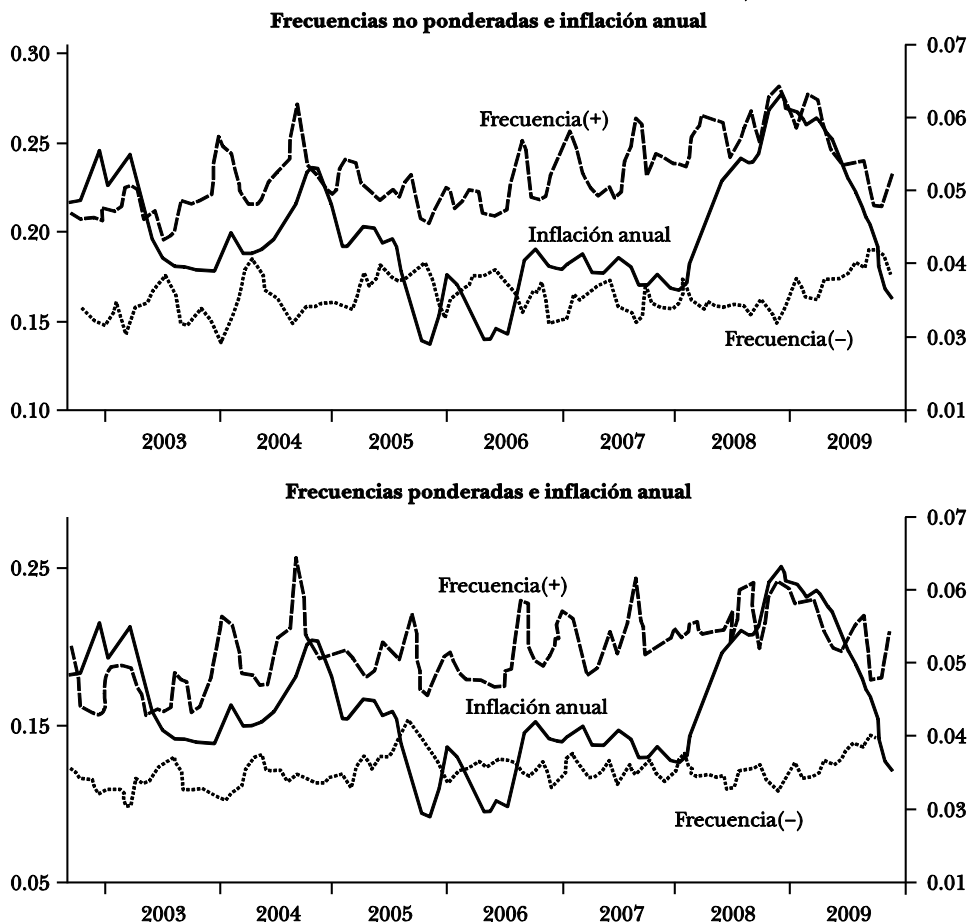 Frecuencias no ponderadas e inflación anual
0.30
0.25
0.20
0.15
0.10
0.07
0.06
0.05
0.04
0.03
0.01
Frecuencia(+)
Inflación anual
Frecuencia(−)
2003 2004 2005 2006 2007 2008 2009
Frecuencias ponderadas e inflación anual
0.25
0.15
0.05
0.07
0.06
0.05
0.04
0.03
0.01
Frecuencia(+)
Inflación anual
Frecuencia(−)
2003 2004 2005 2006 2007 2008 2009